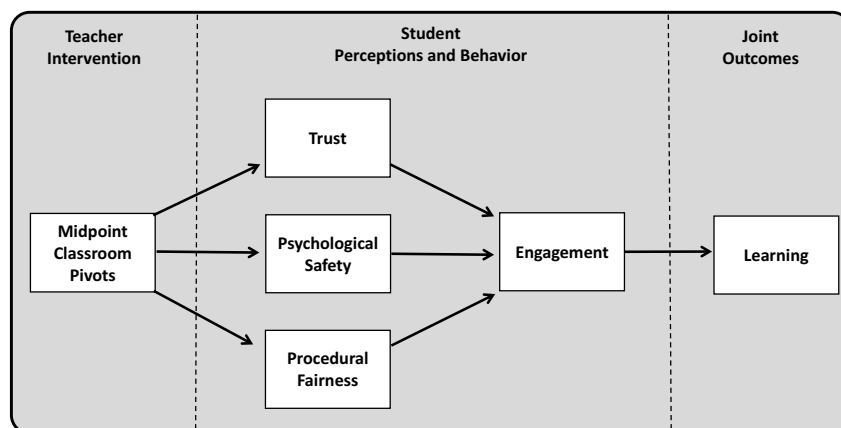 Teacher
Intervention
Student
Perceptions and Behavior
Joint
Outcomes
Trust
Midpoint
Classroom
Pivots
Psychological
Safety
Engagement
Learning
Procedural
Fairness